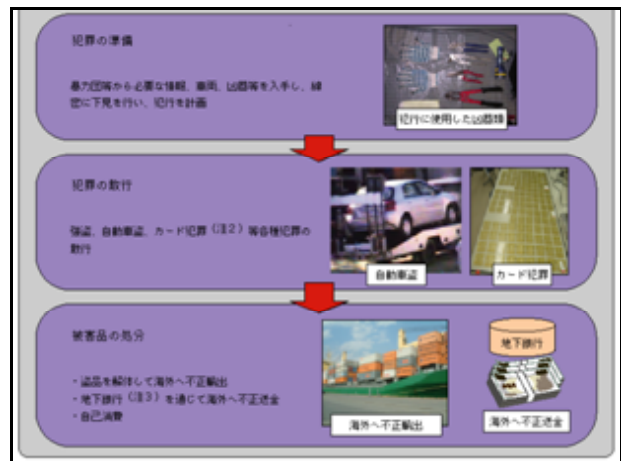 犯罪の準備
暴力団等から必要な情報、車両、凶器等を入手し、綿
密に下見を行い、犯行を計画
犯行に使用した凶器類
犯罪の敢行
強盗、自動車盗、カード犯罪（注2）等各種犯罪の
敢行
自動車盗
カード犯罪
被害品の処分
・盗品を解体して海外へ不正輸出
・地下銀行（注3）を通じて海外へ不正送金
・自己消費
海外へ不正輸出
地下銀行
海外へ不正送金